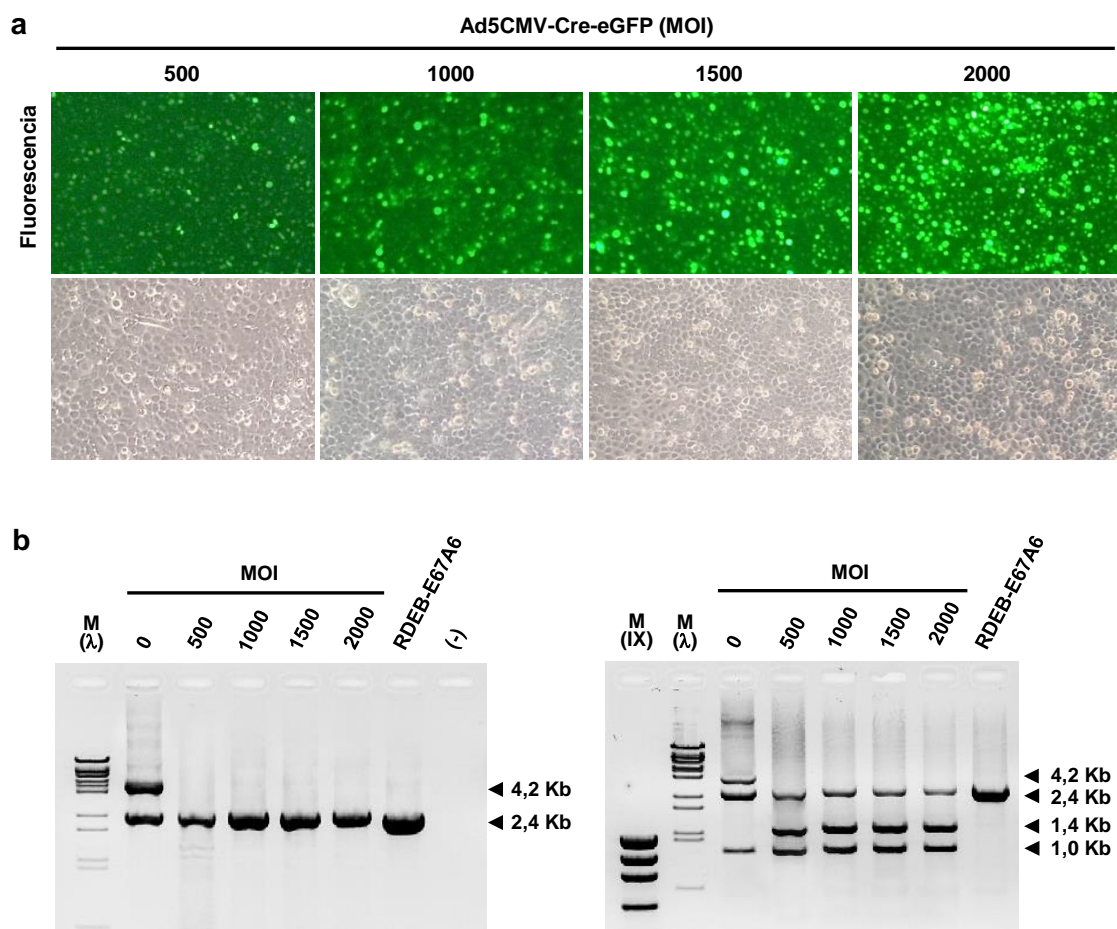 a
Ad5CMV-Cre-eGFP (MOI)
500 1000 1500 2000
Fluorescencia
b
MOI
M (λ) 0 500 1000 1500 2000 RDEB-E67A6 (-)
◄ 4,2 Kb
◄ 2,4 Kb
MOI
M (IX) M (λ) 0 500 1000 1500 2000 RDEB-E67A6
◄ 4,2 Kb
◄ 2,4 Kb
◄ 1,4 Kb
◄ 1,0 Kb